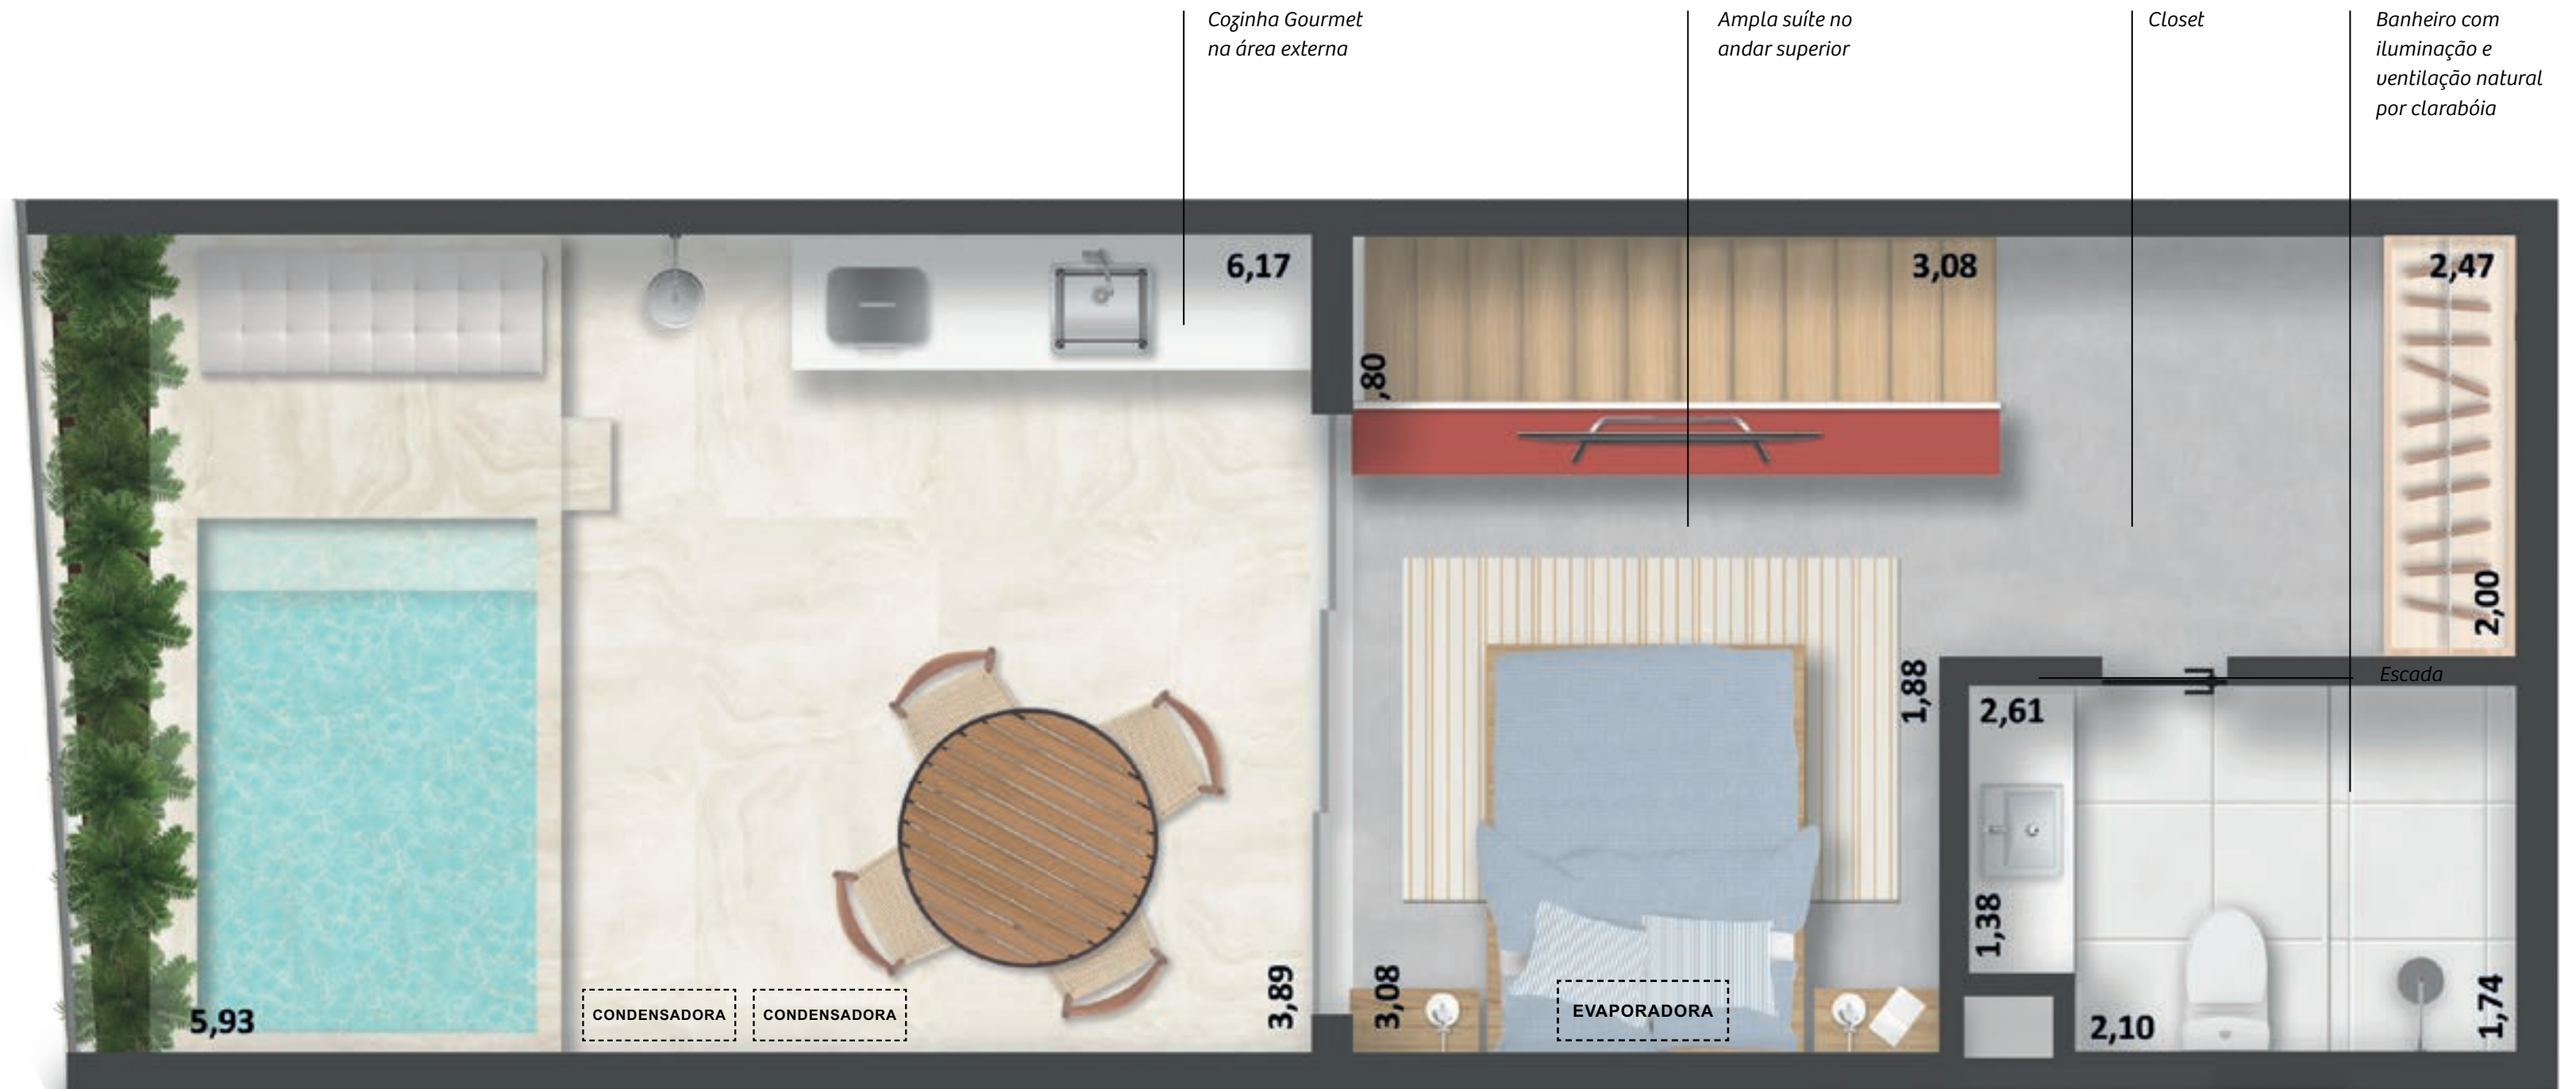 Cozinha Gourmet
na área externa
Ampla suíte no
andar superior
Closet
Banheiro com
iluminação e
ventilação natural
por clarabóia
6,17
3,08
2,47
,80
2,00
Escada
1,88
2,61
1,38
3,89
3,08
1,74
5,93
CONDENSADORA
CONDENSADORA
EVAPORADORA
2,10